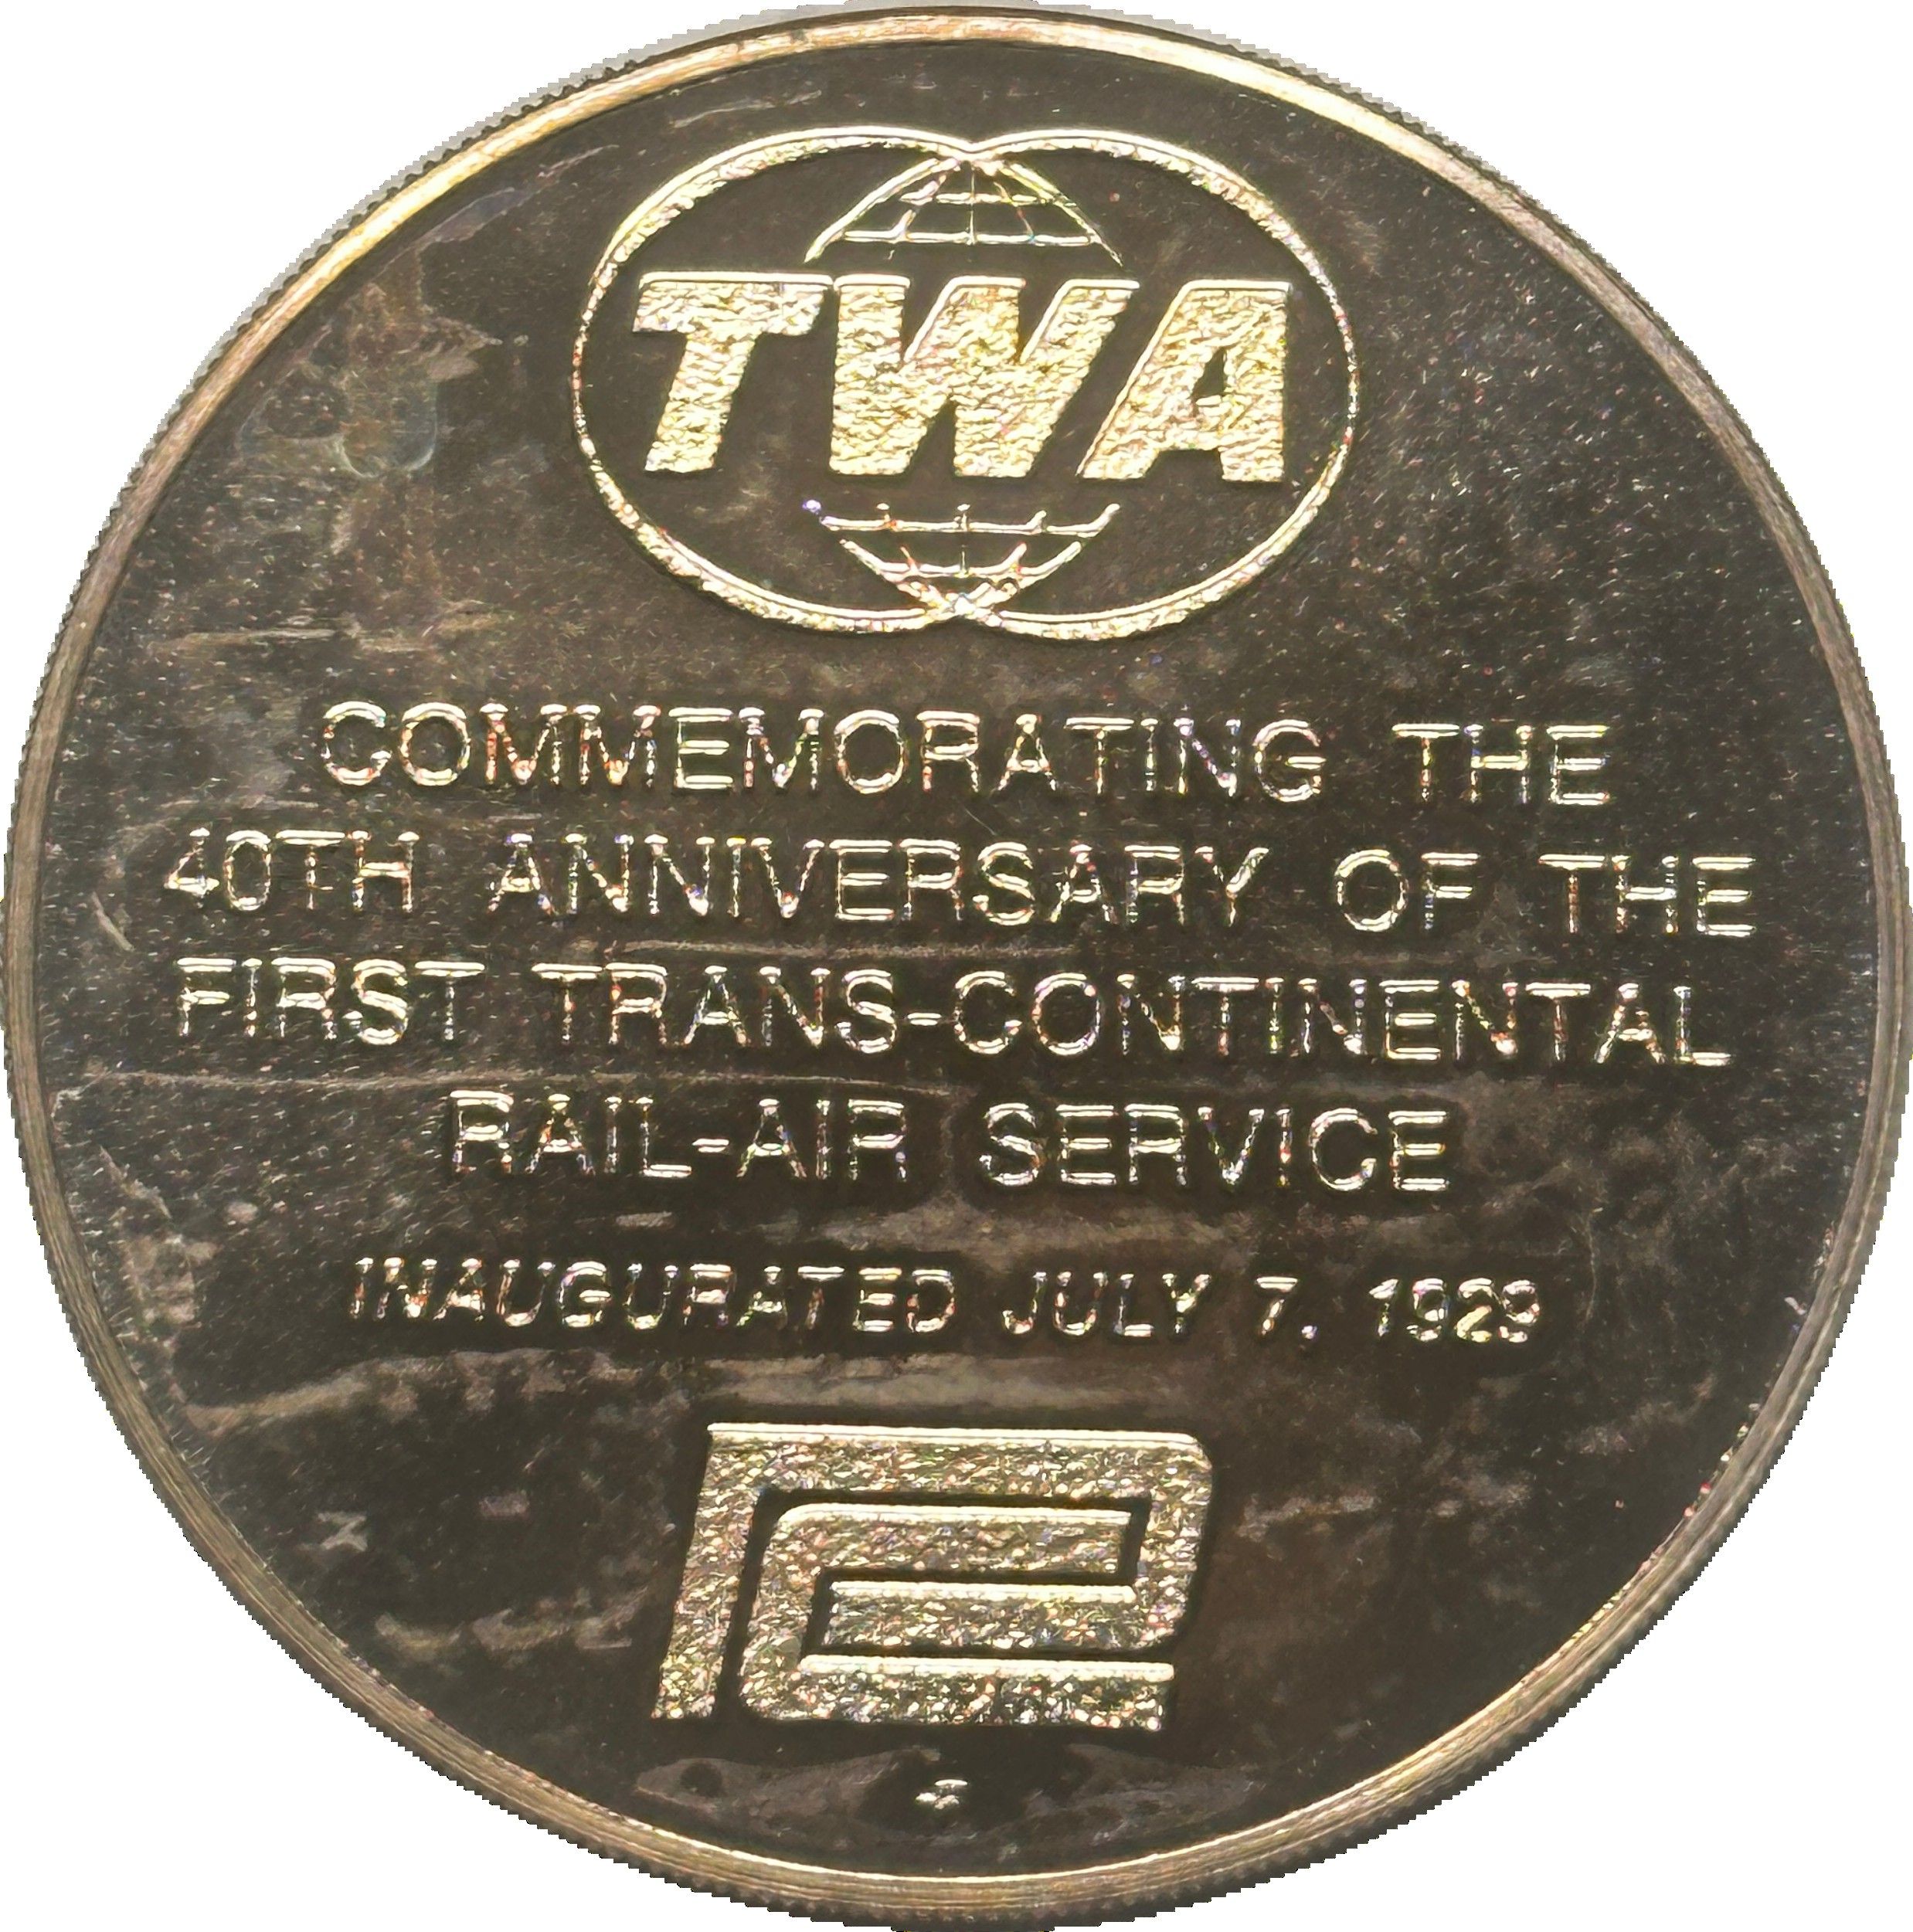 TWA
COMMEMORATING THE
40TH ANNIVERSARY OF THE
FIRST TRANS-CONTINENTAL
RAIL-AIR SERVICE
INAUGURATED JULY 7, 1929